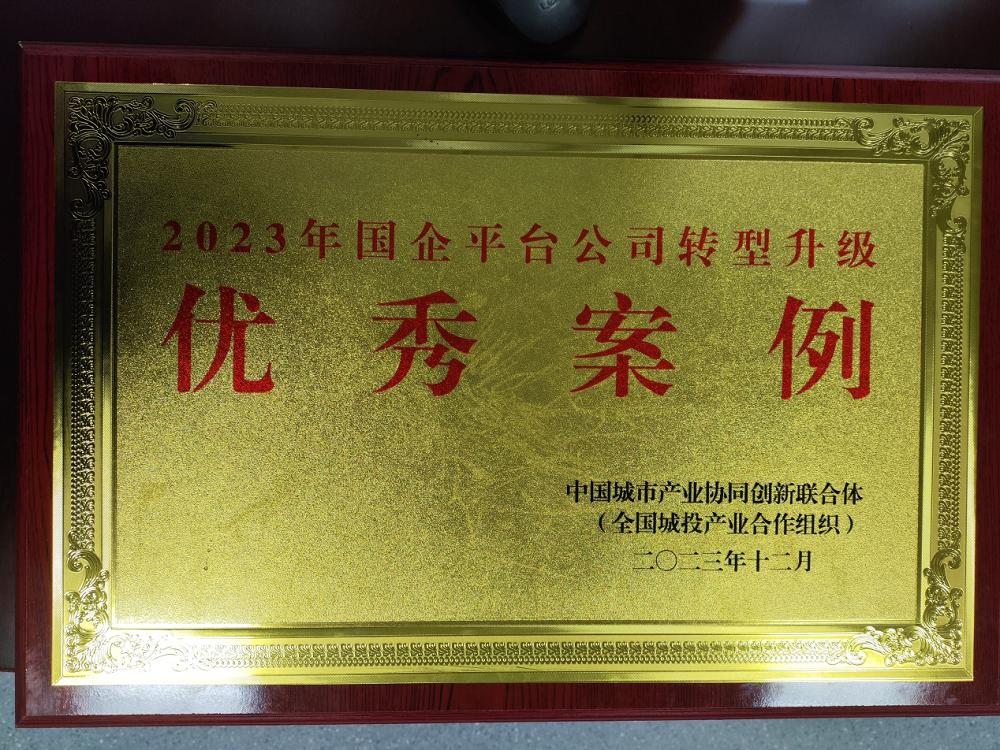 2023年国企平台公司转型升级
优秀案例
中国城市产业协同创新联合体
（全国城投产业合作组织）
二〇二三年十二月